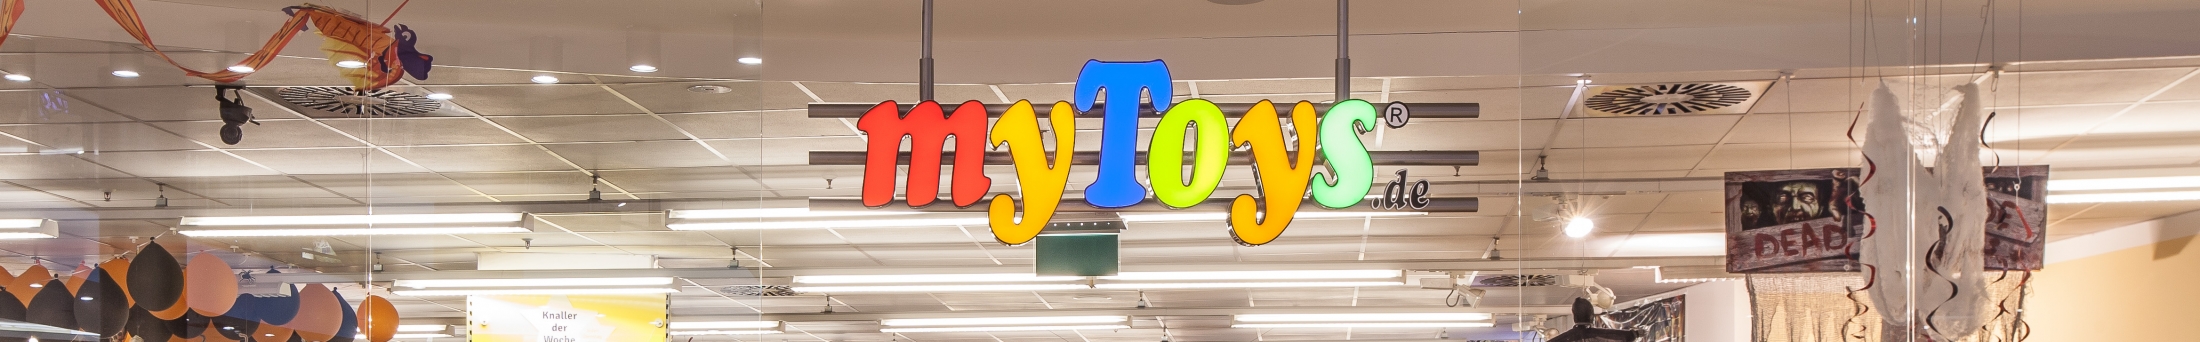 myToys®
.de
Knaller
der
Woche
DEAD